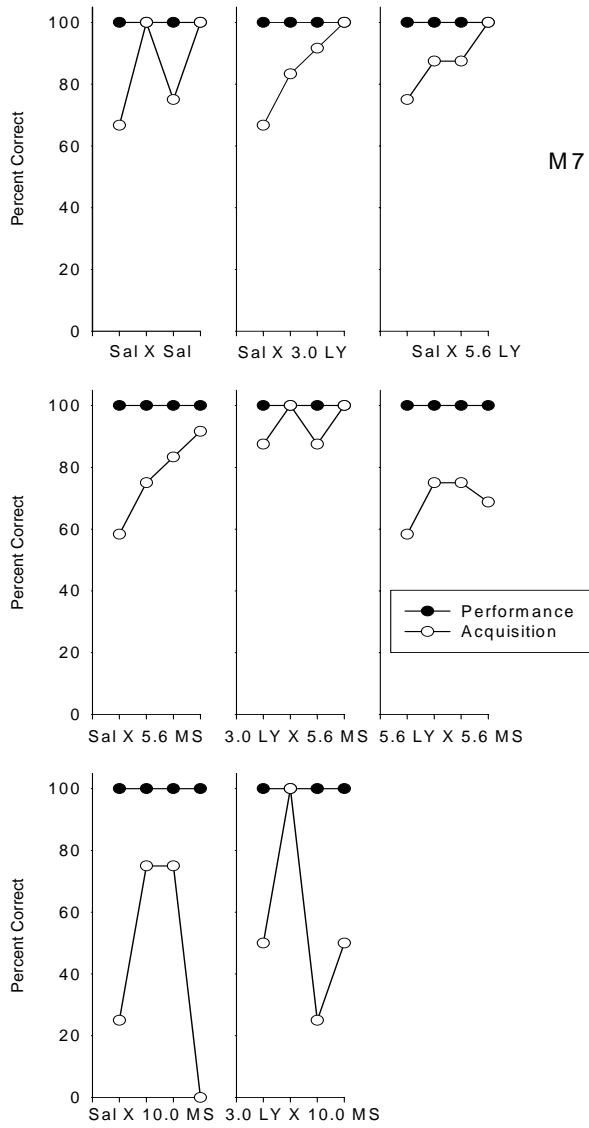 Percent Correct
100
80
60
40
20
0
Sal X Sal
Sal X 3.0 LY
Sal X 5.6 LY
M7
Percent Correct
100
80
60
40
20
0
Sal X 5.6 MS
3.0 LY X 5.6 MS
5.6 LY X 5.6 MS
Performance
Acquisition
Percent Correct
100
80
60
40
20
0
Sal X 10.0 MS
3.0 LY X 10.0 MS